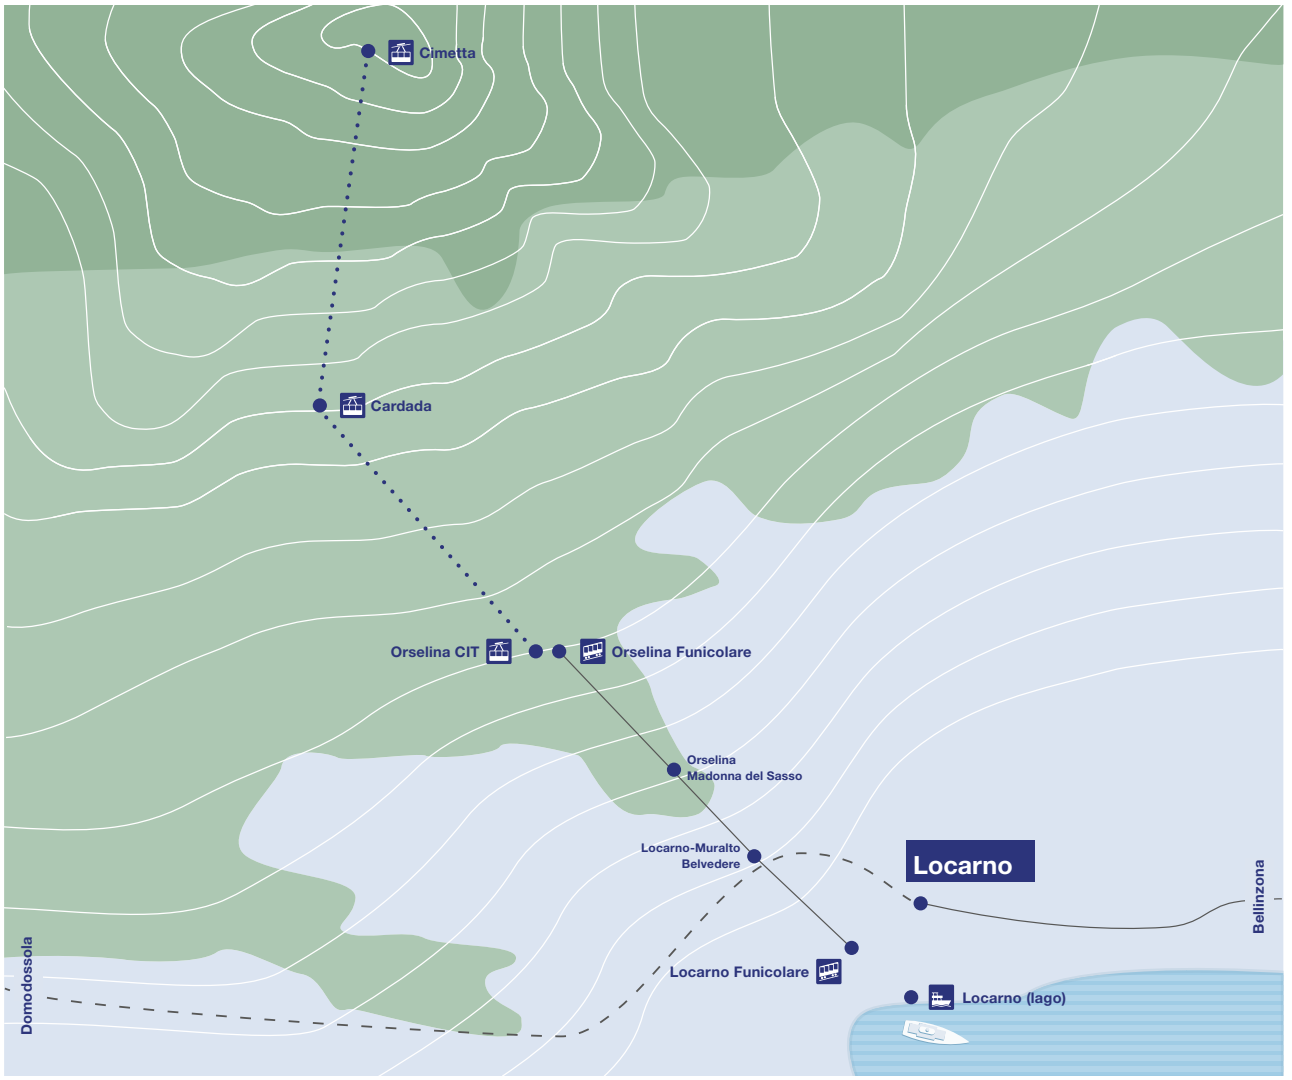 Cimetta
Cardada
Orselina CIT
Orselina Funicolare
Orselina
Madonna del Sasso
Locarno-Muralto
Belvedere
Locarno
Bellinzona
Domodossola
Locarno Funicolare
Locarno (lago)